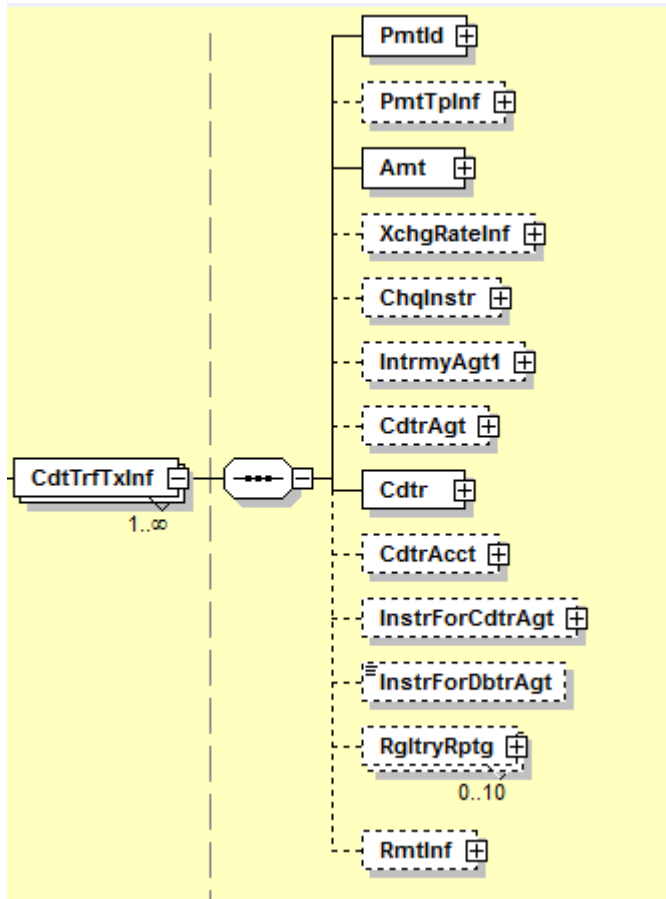 PmtId
PmtTpInf
Amt
XchgRateInf
ChqInstr
IntrmyAgt1
CdtrAgt
CdtTrfTxInf
Cdtr
1..∞
CdtrAcct
InstrForCdtrAgt
InstrForDbtrAgt
RgltryRptg
0..10
RmtInf